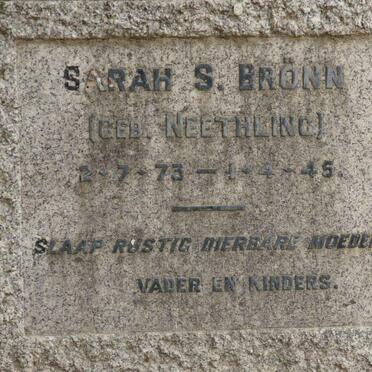 SARAH S. BRÖNN
(GEB. NEETHLING)
2-7-73 — 1-4-45.
SLAAP RUSTIG DIERBARE MOEDER
VADER EN KINDERS.